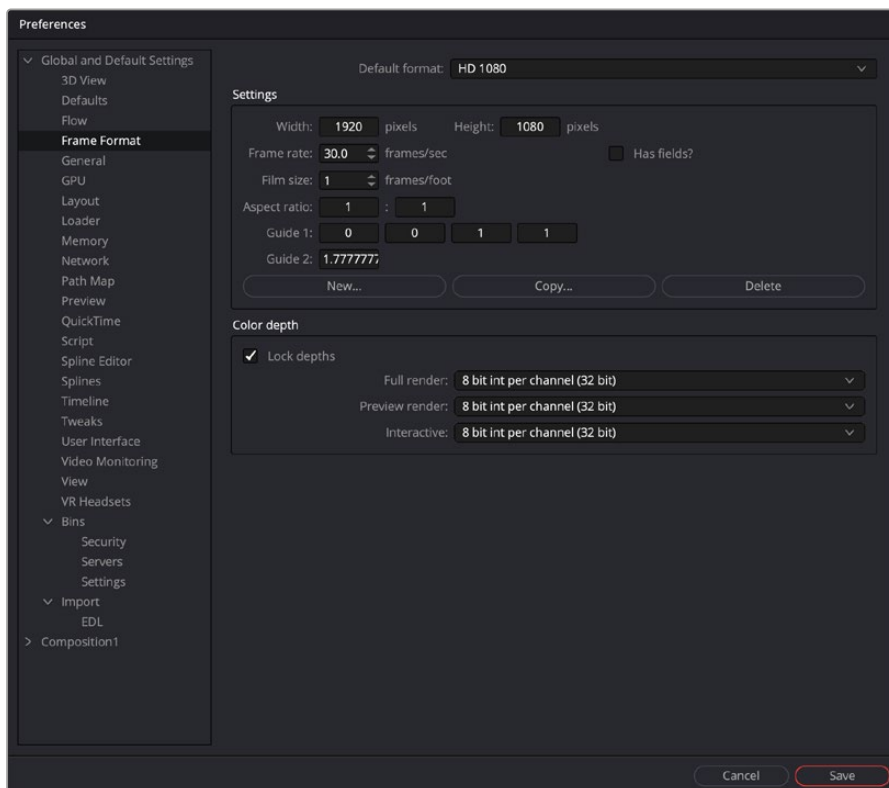 Preferences
Global and Default Settings
3D View
Defaults
Flow
Frame Format
General
GPU
Layout
Loader
Memory
Network
Path Map
Preview
QuickTime
Script
Spline Editor
Splines
Timeline
Tweaks
User Interface
Video Monitoring
View
VR Headsets
Bins
Security
Servers
Settings
Import
EDL
Composition1
Default format: HD 1080
Settings
Width: 1920 pixels Height: 1080 pixels
Frame rate: 30.0 frames/sec Has fields?
Film size: 1 frames/foot
Aspect ratio: 1 : 1
Guide 1: 0 0 1 1
Guide 2: 1.7777777
New... Copy... Delete
Color depth
Lock depths
Full render: 8 bit int per channel (32 bit)
Preview render: 8 bit int per channel (32 bit)
Interactive: 8 bit int per channel (32 bit)
Cancel Save